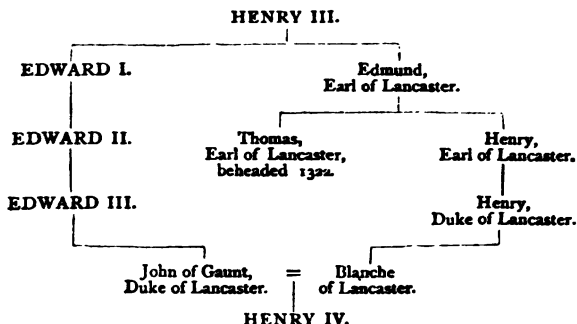 HENRY III.
EDWARD I.
Edmund,
Earl of Lancaster.
EDWARD II.
Thomas,
Earl of Lancaster,
beheaded 1322.
Henry,
Earl of Lancaster.
EDWARD III.
Henry,
Duke of Lancaster.
John of Gaunt,
Duke of Lancaster.
=
Blanche
of Lancaster.
HENRY IV.